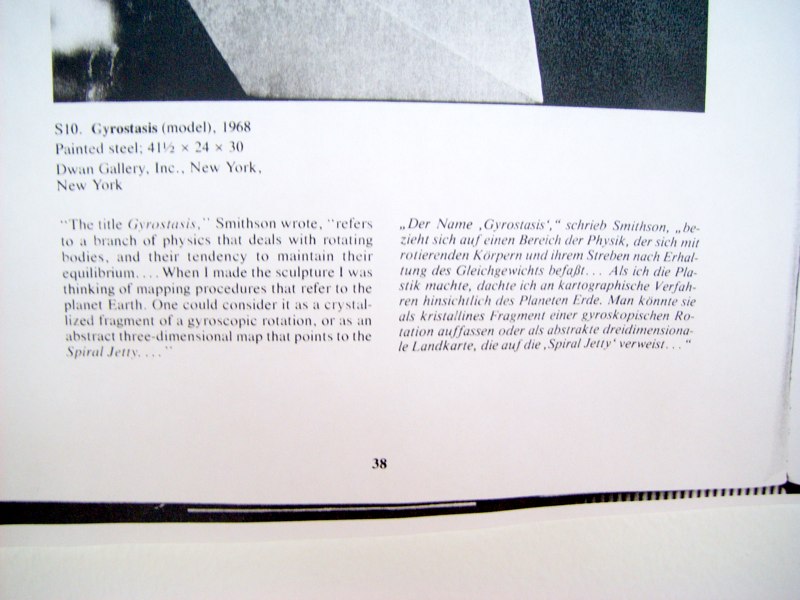 S10. Gyrostasis (model), 1968
Painted steel; 41½ × 24 × 30
Dwan Gallery, Inc., New York,
New York
“The title Gyrostasis,” Smithson wrote, “refers
to a branch of physics that deals with rotating
bodies, and their tendency to maintain their
equilibrium. . . . When I made the sculpture I was
thinking of mapping procedures that refer to the
planet Earth. One could consider it as a crystal-
lized fragment of a gyroscopic rotation, or as an
abstract three-dimensional map that points to the
Spiral Jetty. . . .”
„Der Name ‚Gyrostasis‘,“ schrieb Smithson, „be-
zieht sich auf einen Bereich der Physik, der sich mit
rotierenden Körpern und ihrem Streben nach Erhal-
tung des Gleichgewichts befaßt. . . Als ich die Pla-
stik machte, dachte ich an kartographische Verfah-
ren hinsichtlich des Planeten Erde. Man könnte sie
als kristallines Fragment einer gyroskopischen Ro-
tation auffassen oder als abstrakte dreidimensiona-
le Landkarte, die auf die ‚Spiral Jetty‘ verweist. . . “
38